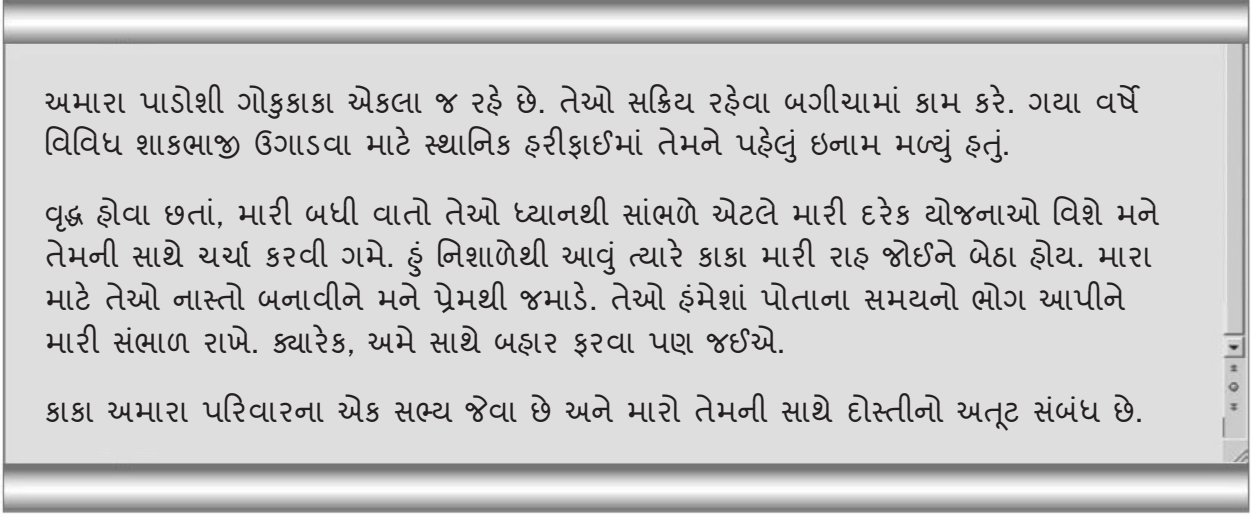 અમારા પાડોશી ગોકુકાકા એકલા જ રહે છે. તેઓ સક્રિય રહેવા બગીચામાં કામ કરે. ગયા વર્ષે
વિવિધ શાકભાજી ઉગાડવા માટે સ્થાનિક હરીફાઈમાં તેમને પહેલું ઇનામ મળ્યું હતું.
વૃદ્ધ હોવા છતાં, મારી બધી વાતો તેઓ ધ્યાનથી સાંભળે એટલે મારી દરેક યોજનાઓ વિશે મને
તેમની સાથે ચર્ચા કરવી ગમે. હું નિશાળેથી આવું ત્યારે કાકા મારી રાહ જોઈને બેઠા હોય. મારા
માટે તેઓ નાસ્તો બનાવીને મને પ્રેમથી જમાડે. તેઓ હંમેશાં પોતાના સમયનો ભોગ આપીને
મારી સંભાળ રાખે. ક્યારેક, અમે સાથે બહાર ફરવા પણ જઈએ.
કાકા અમારા પરિવારના એક સભ્ય જેવા છે અને મારો તેમની સાથે દોસ્તીનો અતૂટ સંબંધ છે.